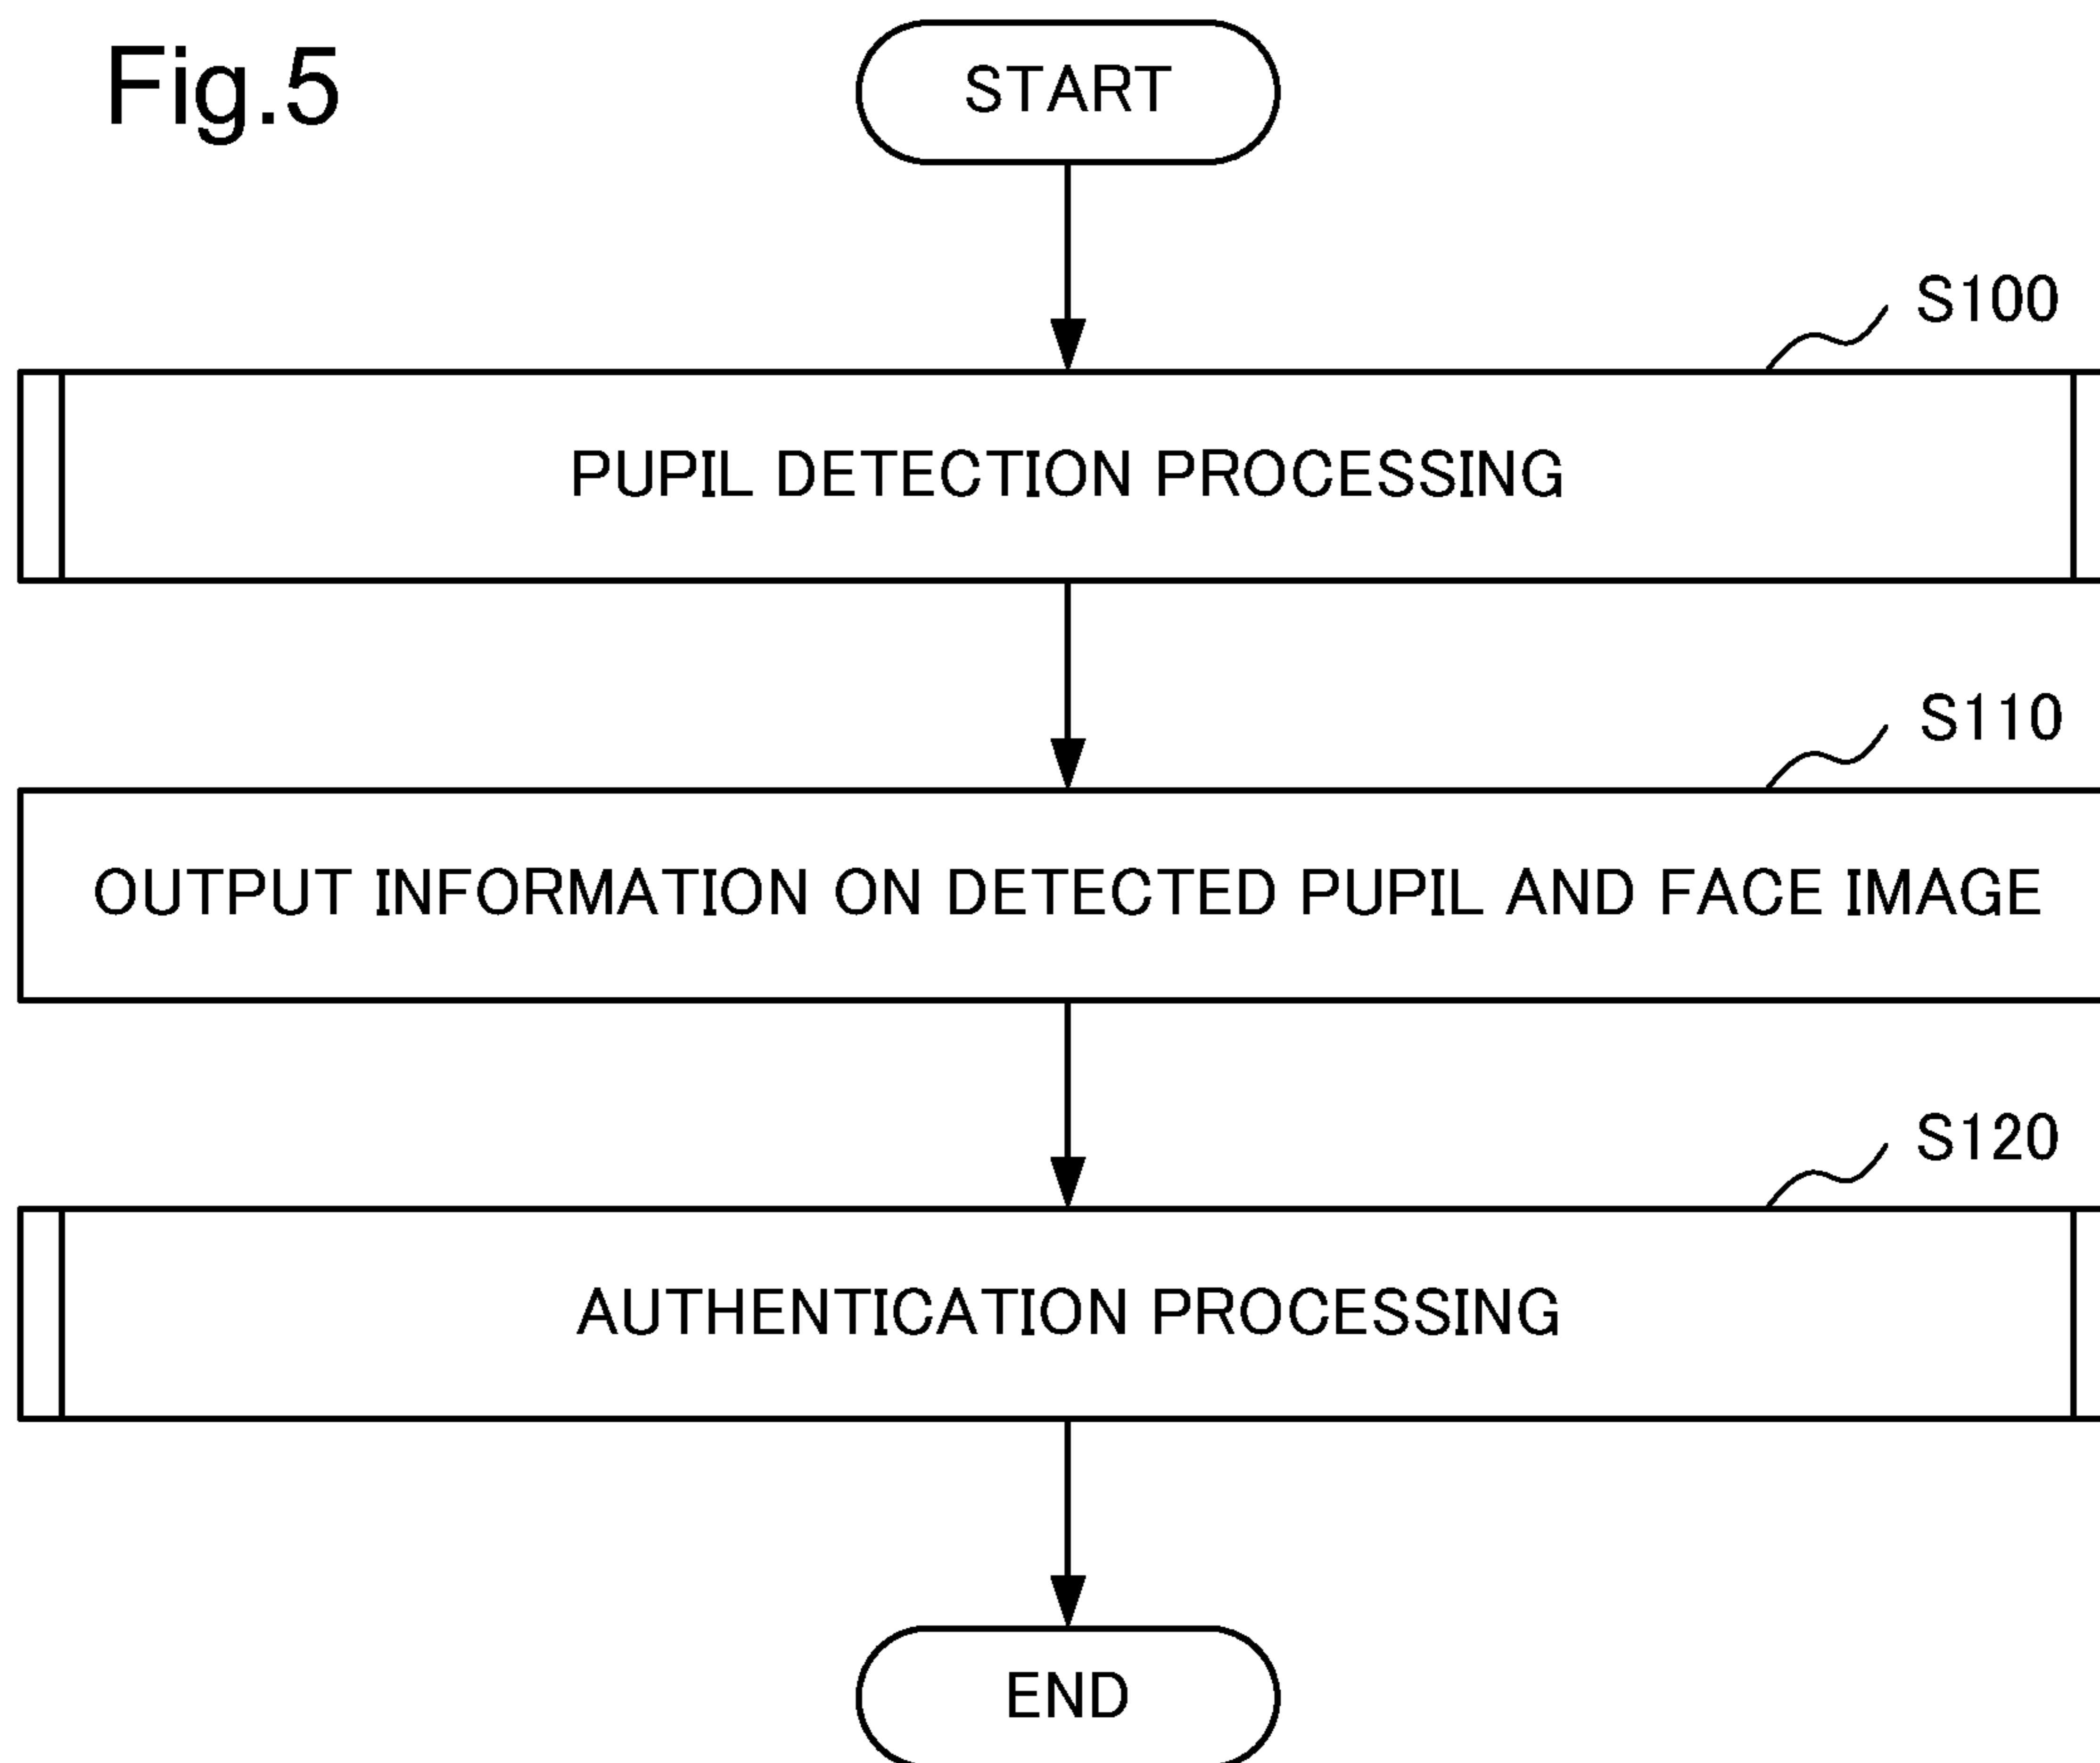 Fig.5
START
S100
PUPIL DETECTION PROCESSING
S110
OUTPUT INFORMATION ON DETECTED PUPIL AND FACE IMAGE
S120
AUTHENTICATION PROCESSING
END